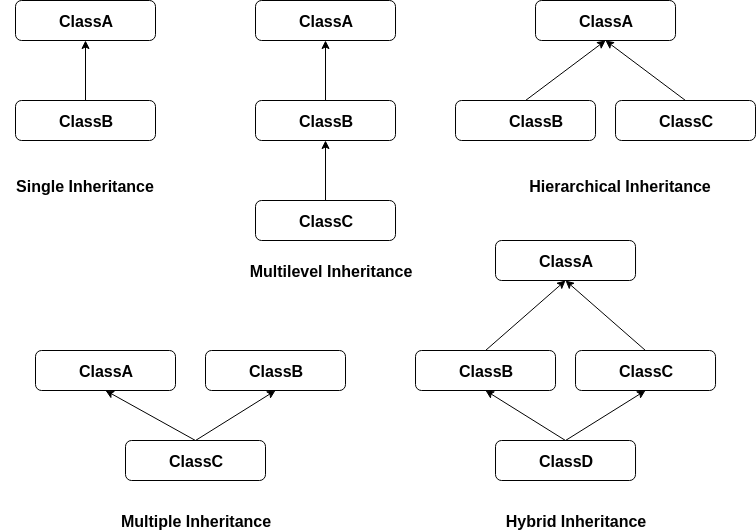 ClassA
ClassB
Single Inheritance
ClassA
ClassB
ClassC
Multilevel Inheritance
ClassA
ClassB
ClassC
Hierarchical Inheritance
ClassA
ClassB
ClassC
Multiple Inheritance
ClassA
ClassB
ClassC
ClassD
Hybrid Inheritance